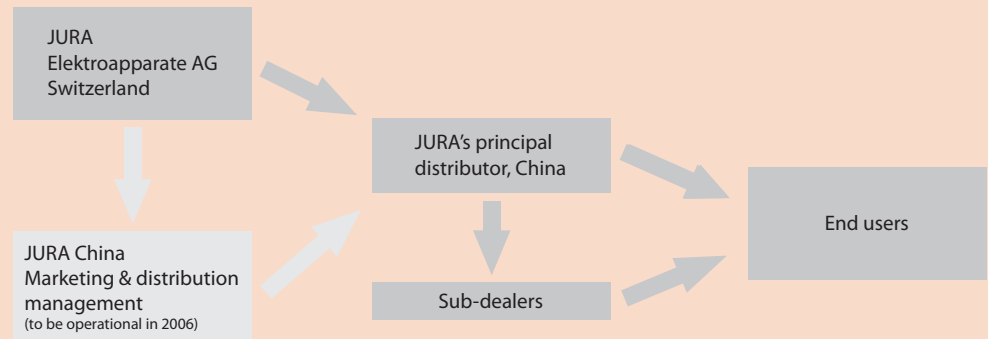 JURA
Elektroapparate AG
Switzerland
JURA's principal
distributor, China
End users
JURA China
Marketing & distribution
management
(to be operational in 2006)
Sub-dealers